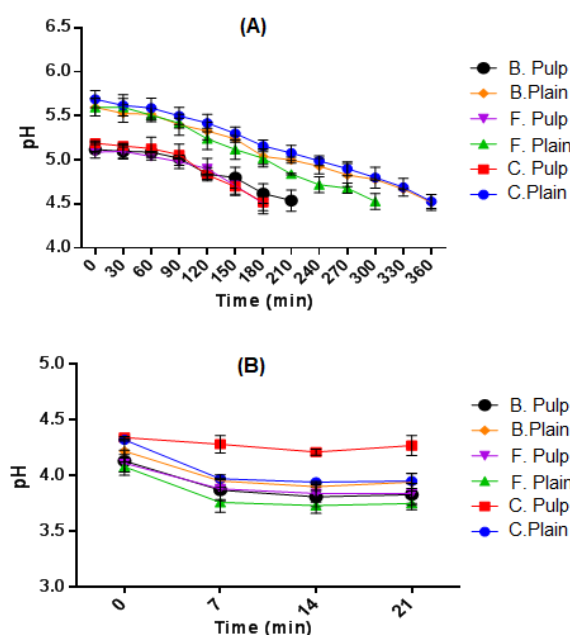 (A)
6.5
6.0
5.5
5.0
4.5
4.0
pH
0 30 60 90 120 150 180 210 240 270 300 330 360
Time (min)
B. Pulp
B.Plain
F. Pulp
F. Plain
C. Pulp
C.Plain
(B)
5.0
4.5
4.0
3.5
3.0
pH
0 7 14 21
Time (min)
B. Pulp
B.Plain
F. Pulp
F. Plain
C. Pulp
C.Plain